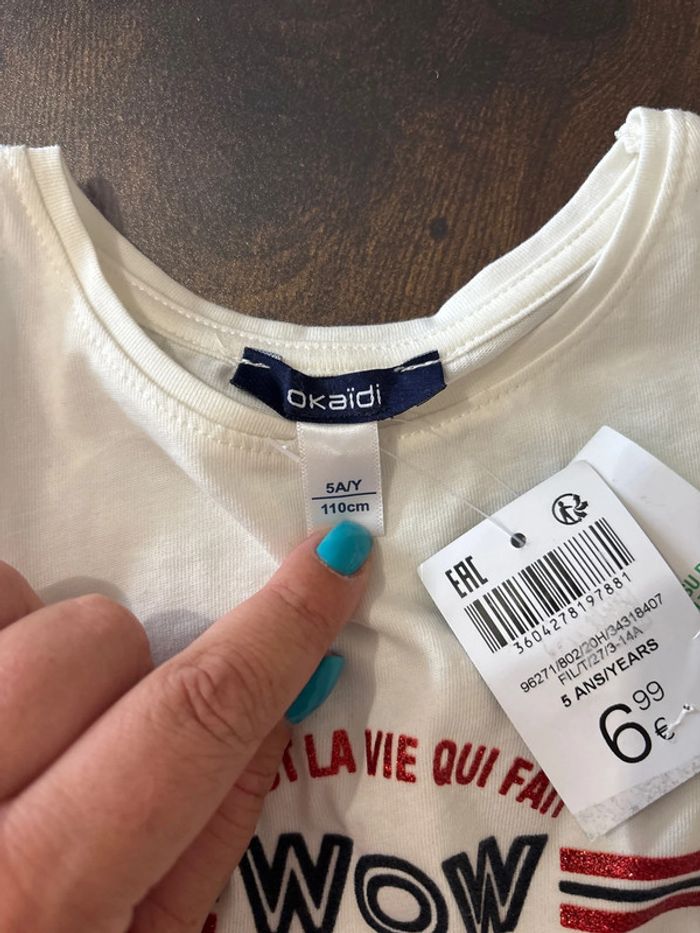 okaïdi
5A/Y
110cm
EAC
3604278197881
96271/802/20H/34318407
FIL/T/27/3-14A
5 ANS/YEARS
6,99
€
LA VIE QUI FAIT
WOW